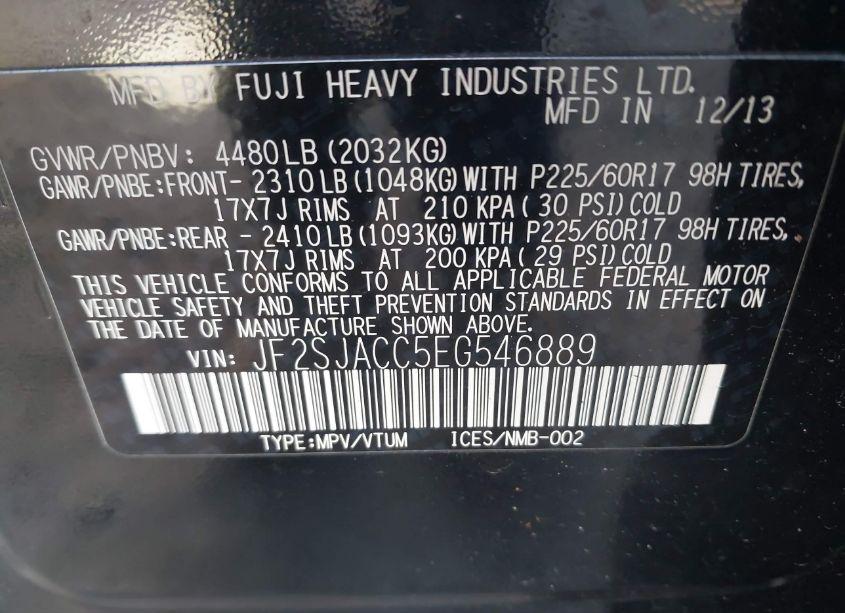 MFD BY FUJI HEAVY INDUSTRIES LTD.
MFD IN 12/13
GVWR/PNBV: 4480LB (2032KG)
GAWR/PNBE:FRONT- 2310LB (1048KG) WITH P225/60R17 98H TIRES,
17X7J RIMS AT 210 KPA( 30 PSI) COLD
GAWR/PNBE:REAR - 2410LB (1093KG) WITH P225/60R17 98H TIRES,
17X7J RIMS AT 200 KPA( 29 PSI) COLD
THIS VEHICLE CONFORMS TO ALL APPLICABLE FEDERAL MOTOR
VEHICLE SAFETY AND THEFT PREVENTION STANDARDS IN EFFECT ON
THE DATE OF MANUFACTURE SHOWN ABOVE.
VIN: JF2SJACC5EG546889
TYPE:MPV/VTUM ICES/NMB-002